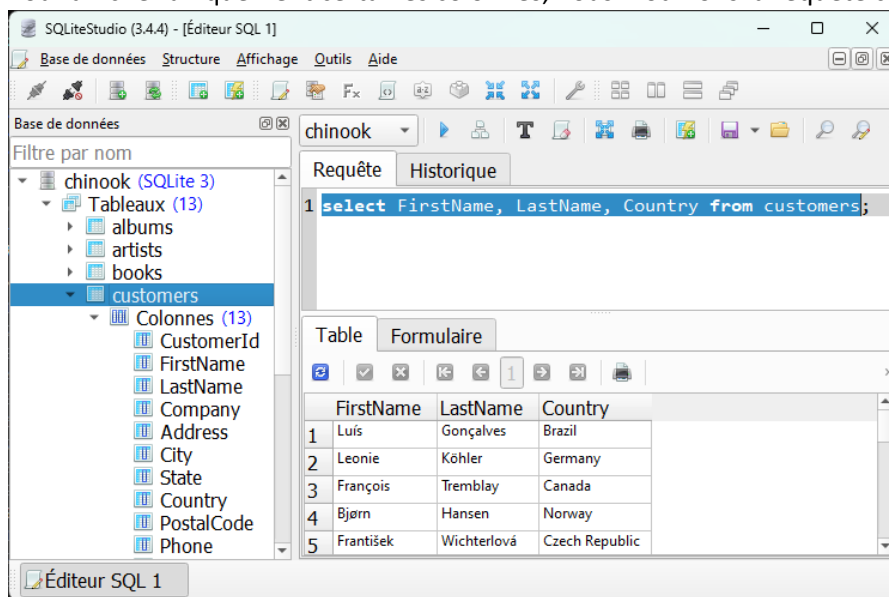 SQLiteStudio (3.4.4) - [Éditeur SQL 1]
Base de données Structure Affichage Outils Aide
Base de données
Filtre par nom
chinook (SQLite 3)
Tableaux (13)
albums
artists
books
customers
Colonnes (13)
CustomerId
FirstName
LastName
Company
Address
City
State
Country
PostalCode
Phone
chinook
Requête Historique
1 select FirstName, LastName, Country from customers;
Table Formulaire
1
FirstName LastName Country
1 Luís Gonçalves Brazil
2 Leonie Köhler Germany
3 François Tremblay Canada
4 Bjørn Hansen Norway
5 František Wichterlová Czech Republic
Éditeur SQL 1